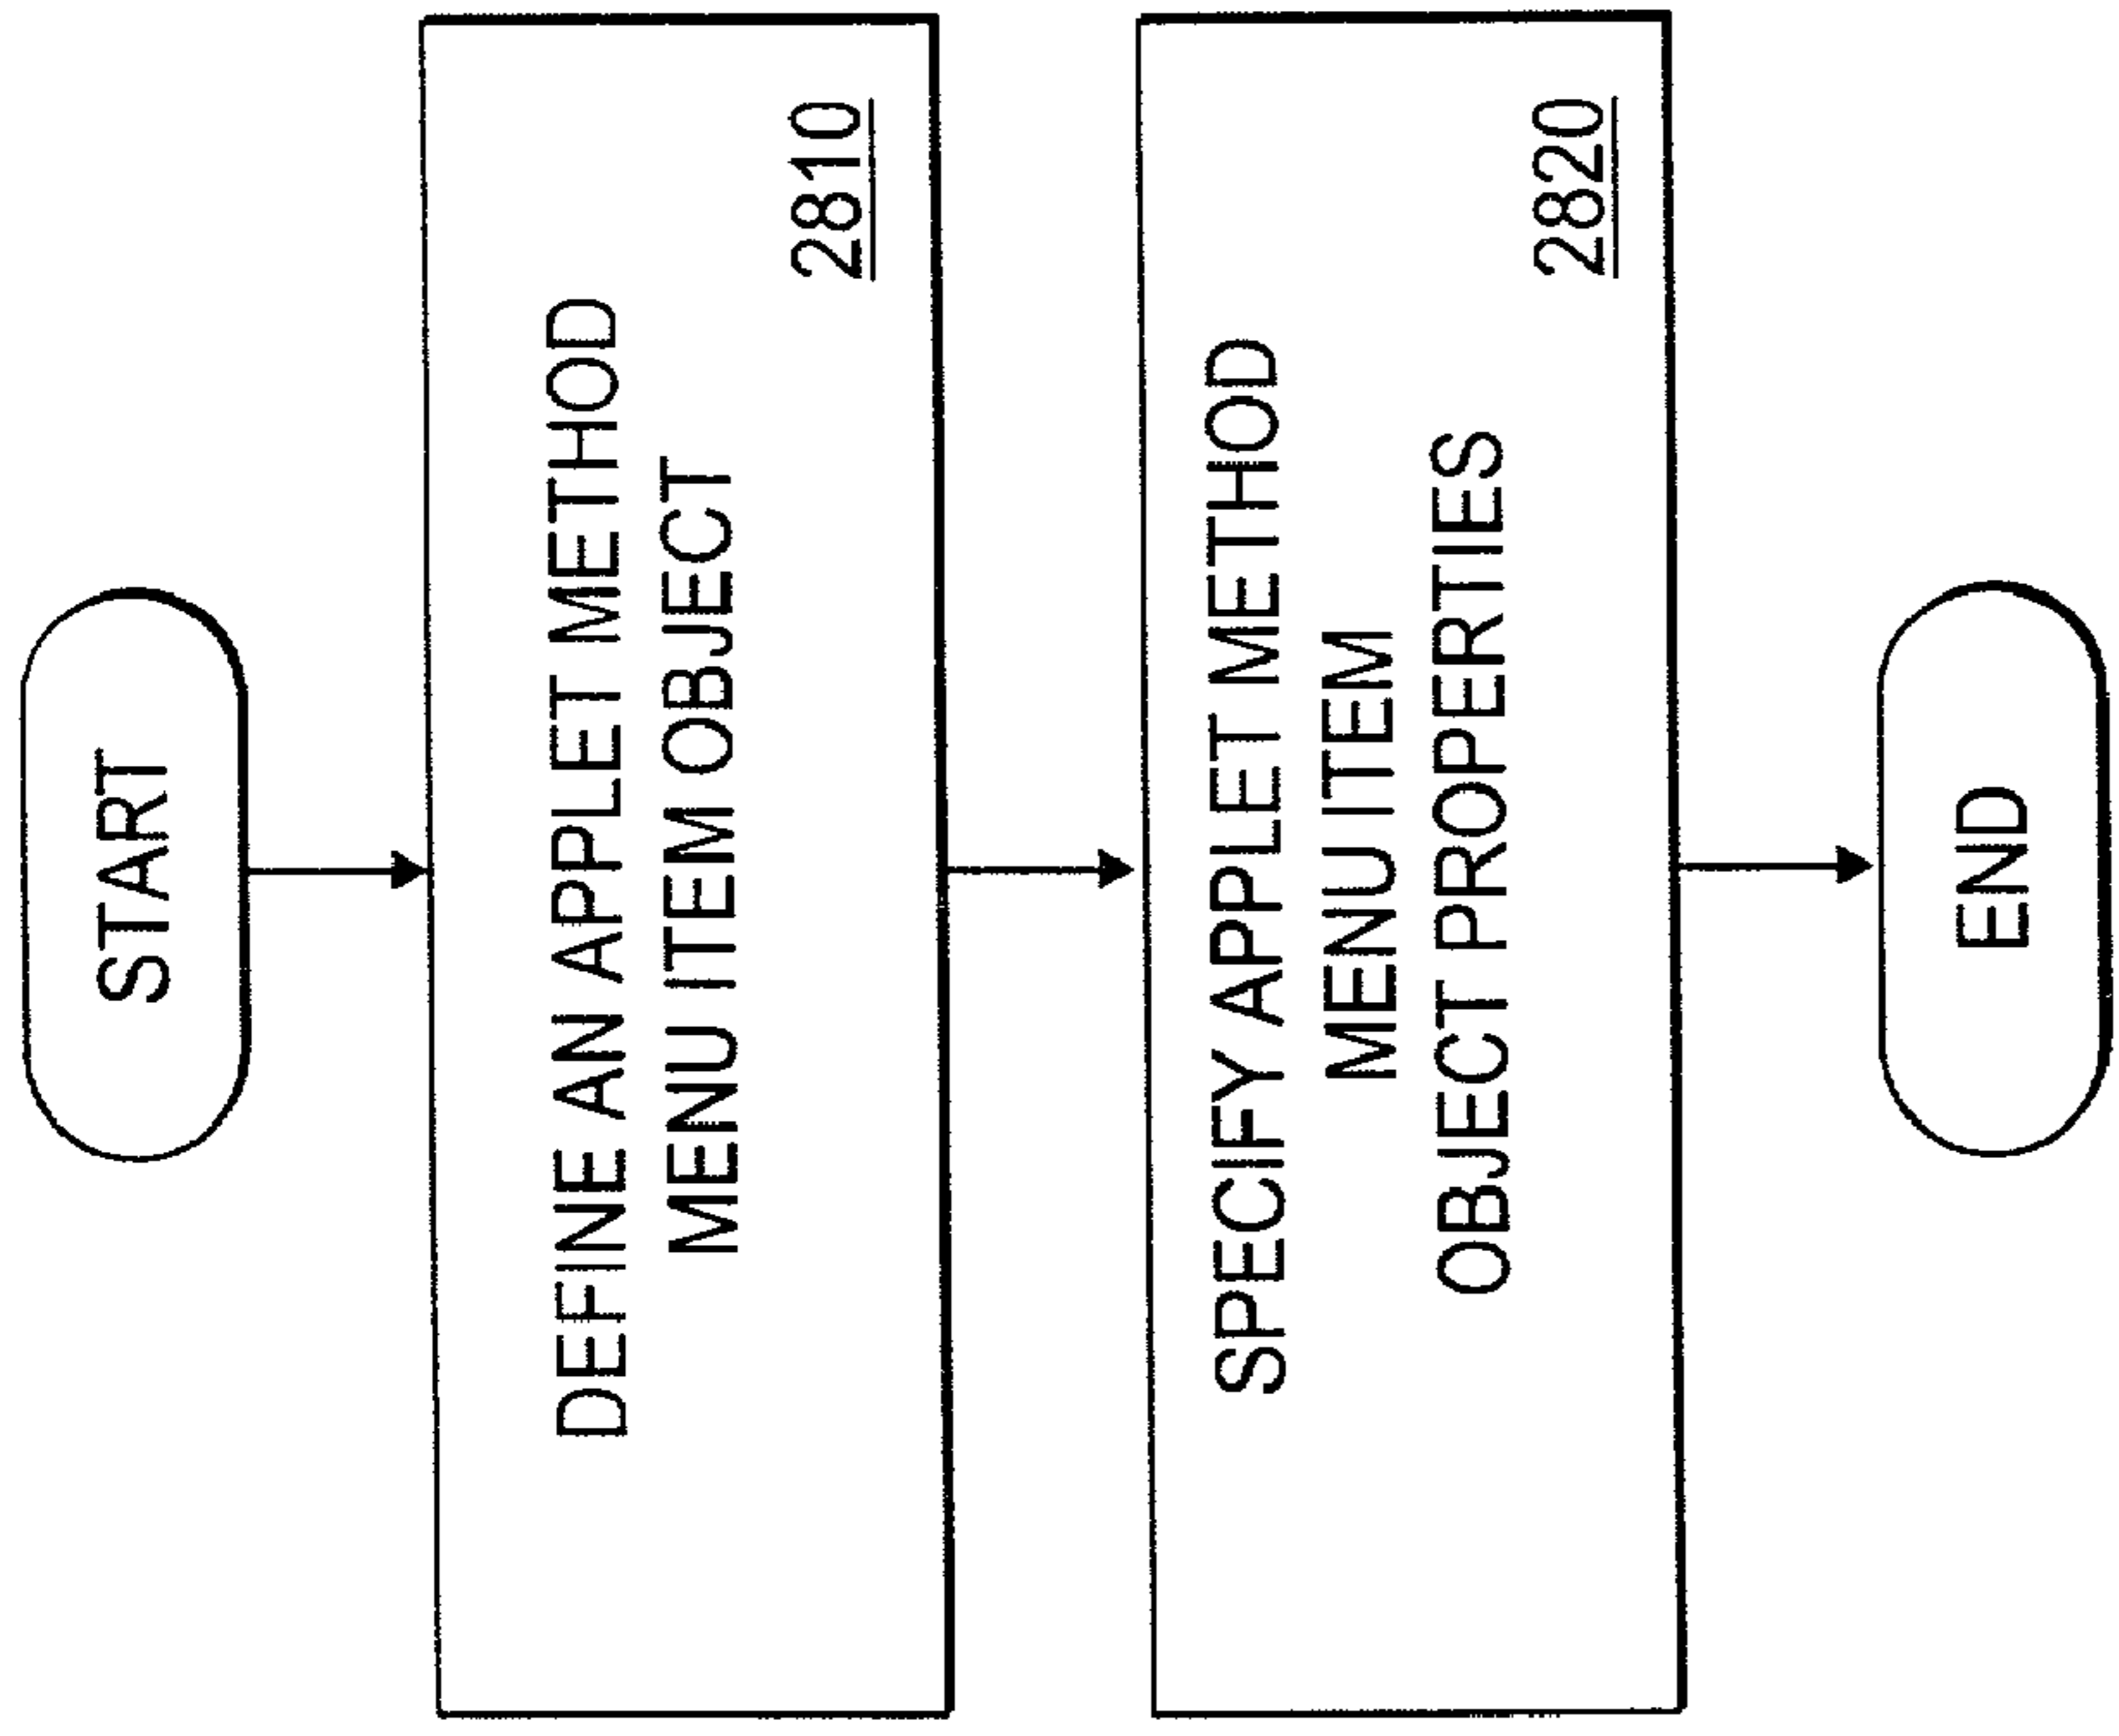 START
DEFINE AN APPLET METHOD
MENU ITEM OBJECT
2810
SPECIFY APPLET METHOD
MENU ITEM
OBJECT PROPERTIES
2820
END